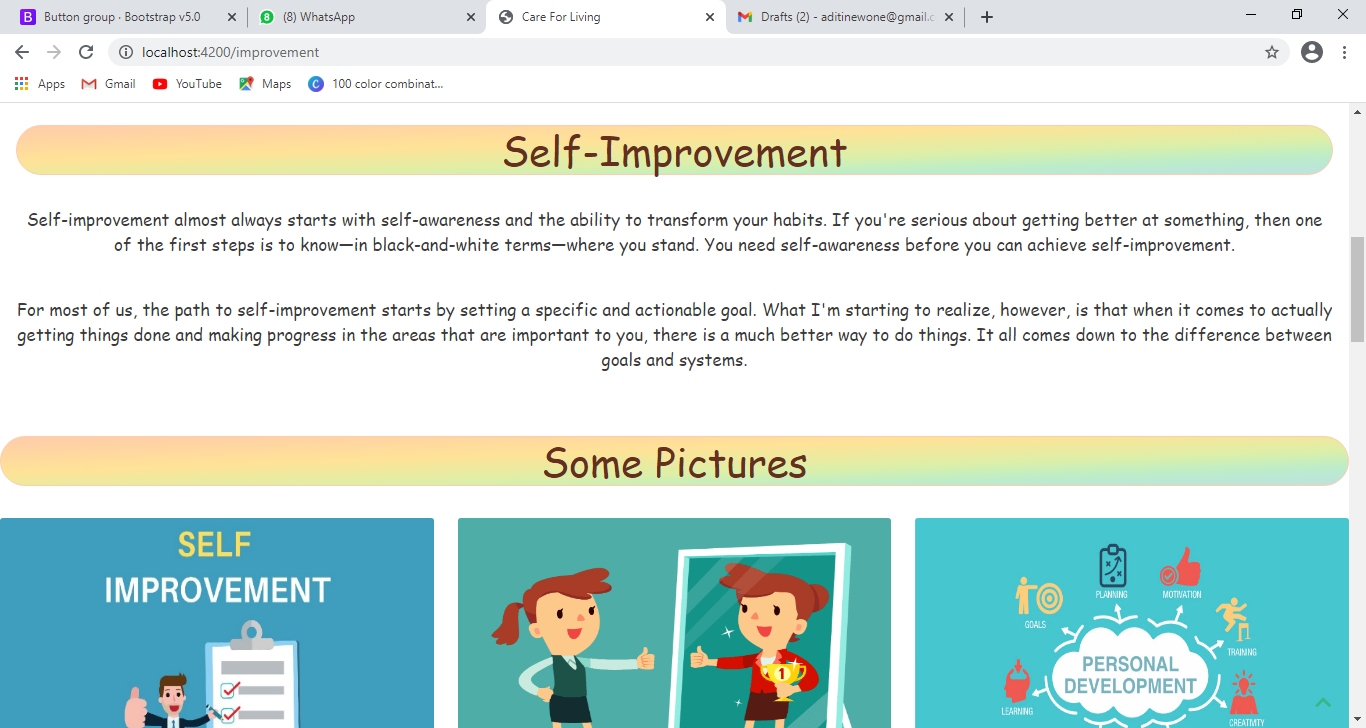 Button group · Bootstrap v5.0
(8) WhatsApp
Care For Living
Drafts (2) - aditinewone@gmail.c
localhost:4200/improvement
Apps
Gmail
YouTube
Maps
100 color combinat...
Self-Improvement
Self-improvement almost always starts with self-awareness and the ability to transform your habits. If you're serious about getting better at something, then one
of the first steps is to know—in black-and-white terms—where you stand. You need self-awareness before you can achieve self-improvement.
For most of us, the path to self-improvement starts by setting a specific and actionable goal. What I'm starting to realize, however, is that when it comes to actually
getting things done and making progress in the areas that are important to you, there is a much better way to do things. It all comes down to the difference between
goals and systems.
Some Pictures
SELF
IMPROVEMENT
1
PLANNING
MOTIVATION
GOALS
TRAINING
PERSONAL
DEVELOPMENT
LEARNING
CREATIVITY